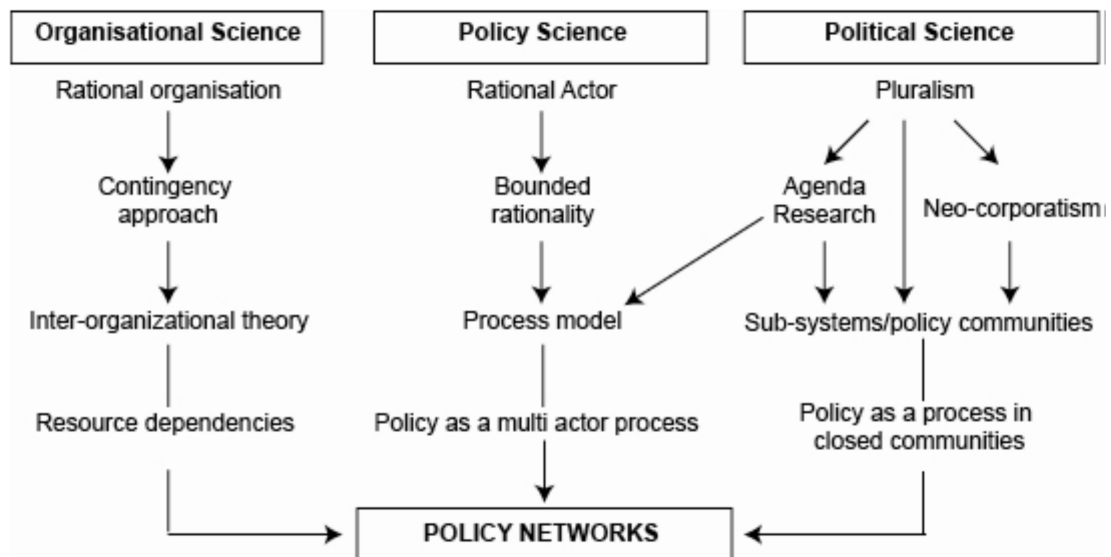 Organisational Science
Policy Science
Political Science
Rational organisation
Rational Actor
Pluralism
Contingency
approach
Bounded
rationality
Agenda
Research
Neo-corporatism
Inter-organizational theory
Process model
Sub-systems/policy communities
Resource dependencies
Policy as a multi actor process
Policy as a process in
closed communities
POLICY NETWORKS